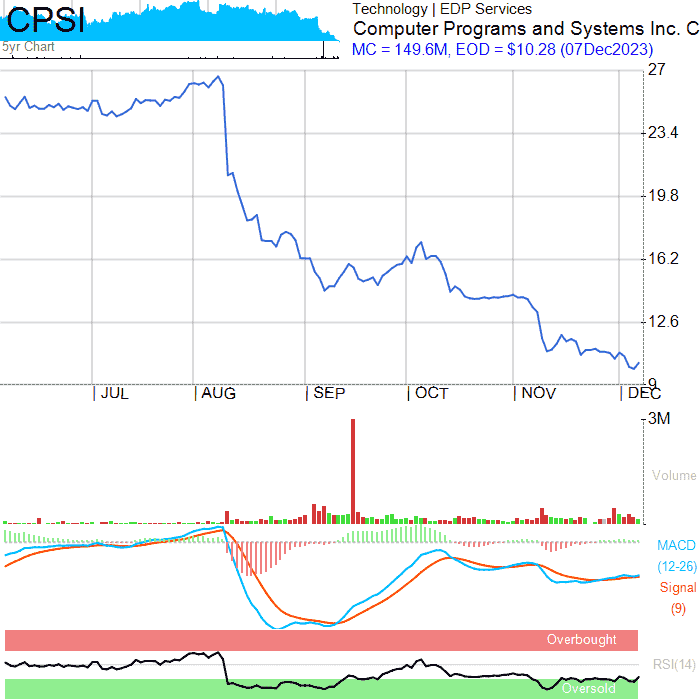 CPSI
5yr Chart
Technology | EDP Services
Computer Programs and Systems Inc. C
MC = 149.6M, EOD = $10.28 (07Dec2023)
27
23.4
19.8
16.2
12.6
9
JUL AUG SEP OCT NOV DEC
3M
Volume
MACD
(12-26)
Signal
(9)
Overbought
RSI(14)
Oversold